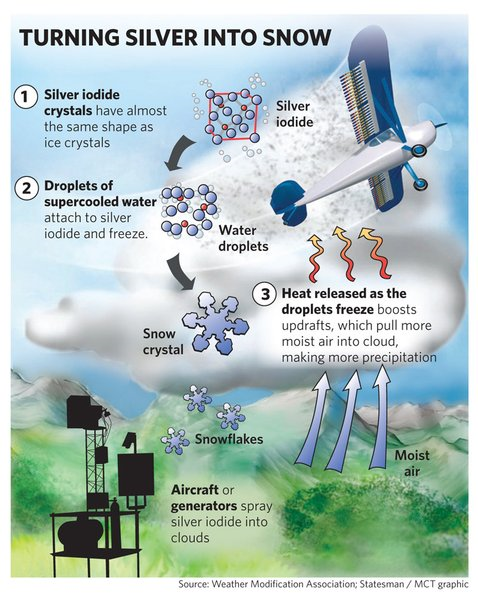 TURNING SILVER INTO SNOW
1
Silver iodide
crystals have almost
the same shape as
ice crystals
Silver
iodide
2
Droplets of
supercooled water
attach to silver
iodide and freeze.
Water
droplets
3
Heat released as the
droplets freeze boosts
updrafts, which pull more
moist air into cloud,
making more precipitation
Snow
crystal
Snowflakes
Moist
air
Aircraft or
generators spray
silver iodide into
clouds
Source: Weather Modification Association; Statesman / MCT graphic